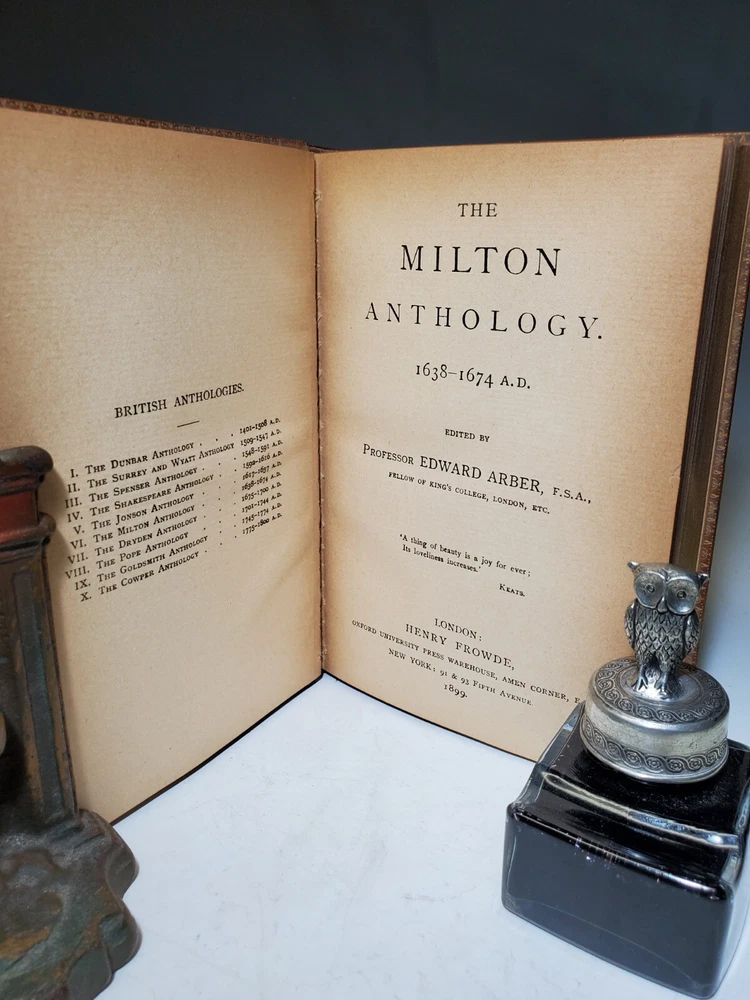 BRITISH ANTHOLOGIES.
I. THE DUNBAR ANTHOLOGY . . . 1401-1508 A.D.
II. THE SURREY AND WYATT ANTHOLOGY 1509-1547 A.D.
III. THE SPENSER ANTHOLOGY . . . 1548-1591 A.D.
IV. THE SHAKESPEARE ANTHOLOGY . . 1592-1616 A.D.
V. THE JONSON ANTHOLOGY . . . 1617-1637 A.D.
VI. THE MILTON ANTHOLOGY . . . 1638-1674 A.D.
VII. THE DRYDEN ANTHOLOGY . . . 1675-1700 A.D.
VIII. THE POPE ANTHOLOGY . . . 1701-1744 A.D.
IX. THE GOLDSMITH ANTHOLOGY . . 1745-1774 A.D.
X. THE COWPER ANTHOLOGY . . . 1775-1800 A.D.
THE
MILTON
ANTHOLOGY.
1638–1674 A.D.
EDITED BY
PROFESSOR EDWARD ARBER, F.S.A.,
FELLOW OF KING'S COLLEGE, LONDON, ETC.
'A thing of beauty is a joy for ever;
Its loveliness increases.'
KEATS.
LONDON:
HENRY FROWDE,
OXFORD UNIVERSITY PRESS WAREHOUSE, AMEN CORNER,
NEW YORK: 91 & 93 FIFTH AVENUE
1899.